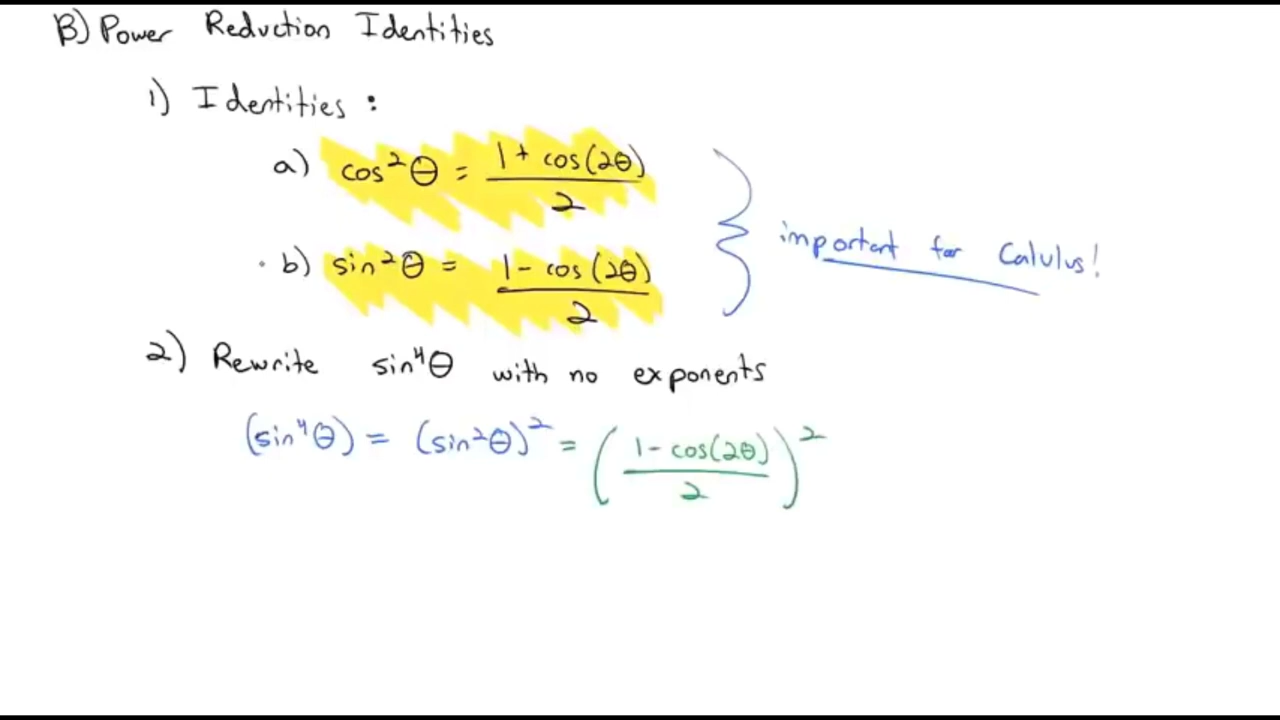 B) Power Reduction Identities
1) Identities :
a) cos²θ = (1 + cos(2θ))/2
b) sin²θ = (1 - cos(2θ))/2
important for Calulus!
2) Rewrite sin⁴θ with no exponents
(sin⁴θ) = (sin²θ)² = ((1 - cos(2θ))/2)²